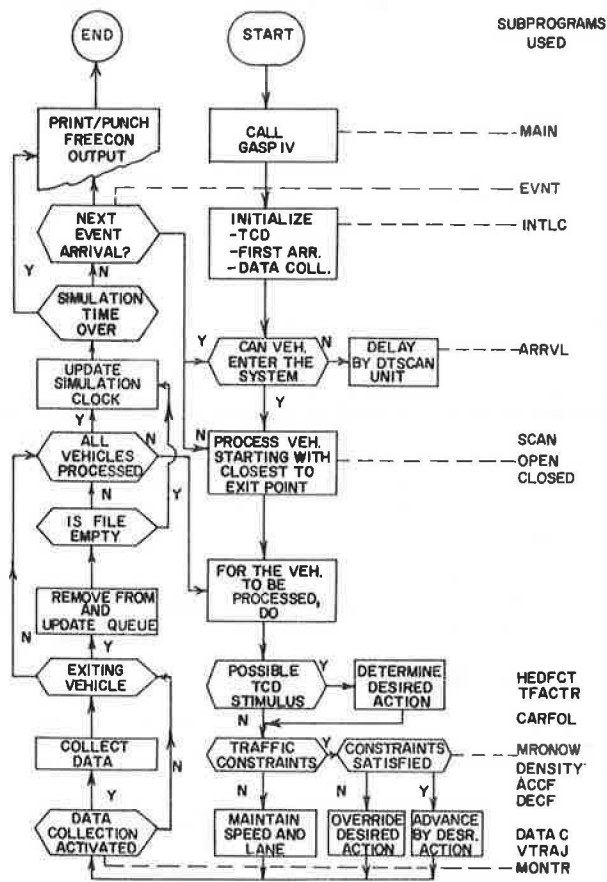 END
START
SUBPROGRAMS
USED
PRINT/PUNCH
FREECON
OUTPUT
CALL
GASP IV
MAIN
EVNT
NEXT
EVENT
ARRIVAL?
INITIALIZE
-TCD
-FIRST ARR.
-DATA COLL.
INTLC
Y
N
SIMULATION
TIME
OVER
Y
CAN VEH.
ENTER THE
SYSTEM
N
DELAY
BY DTSCAN
UNIT
ARRVL
UPDATE
SIMULATION
CLOCK
Y
Y
ALL
VEHICLES
PROCESSED
N
N
PROCESS VEH.
STARTING WITH
CLOSEST TO
EXIT POINT
SCAN
OPEN
CLOSED
N
Y
IS FILE
EMPTY
FOR THE VEH.
TO BE
PROCESSED,
DO
REMOVE FROM
AND
UPDATE QUEUE
N
Y
EXITING
VEHICLE
POSSIBLE
TCD
STIMULUS
Y
DETERMINE
DESIRED
ACTION
HEDFCT
TFACTR
N
CARFOL
COLLECT
DATA
N
TRAFFIC
CONSTRAINTS
Y
CONSTRAINTS
SATISFIED
MRONOW
DENSITY
ACCF
DECF
Y
N
N
Y
DATA
COLLECTION
ACTIVATED
MAINTAIN
SPEED AND
LANE
OVERRIDE
DESIRED
ACTION
ADVANCE
BY DESR.
ACTION
DATA C
VTRAJ
MONTR